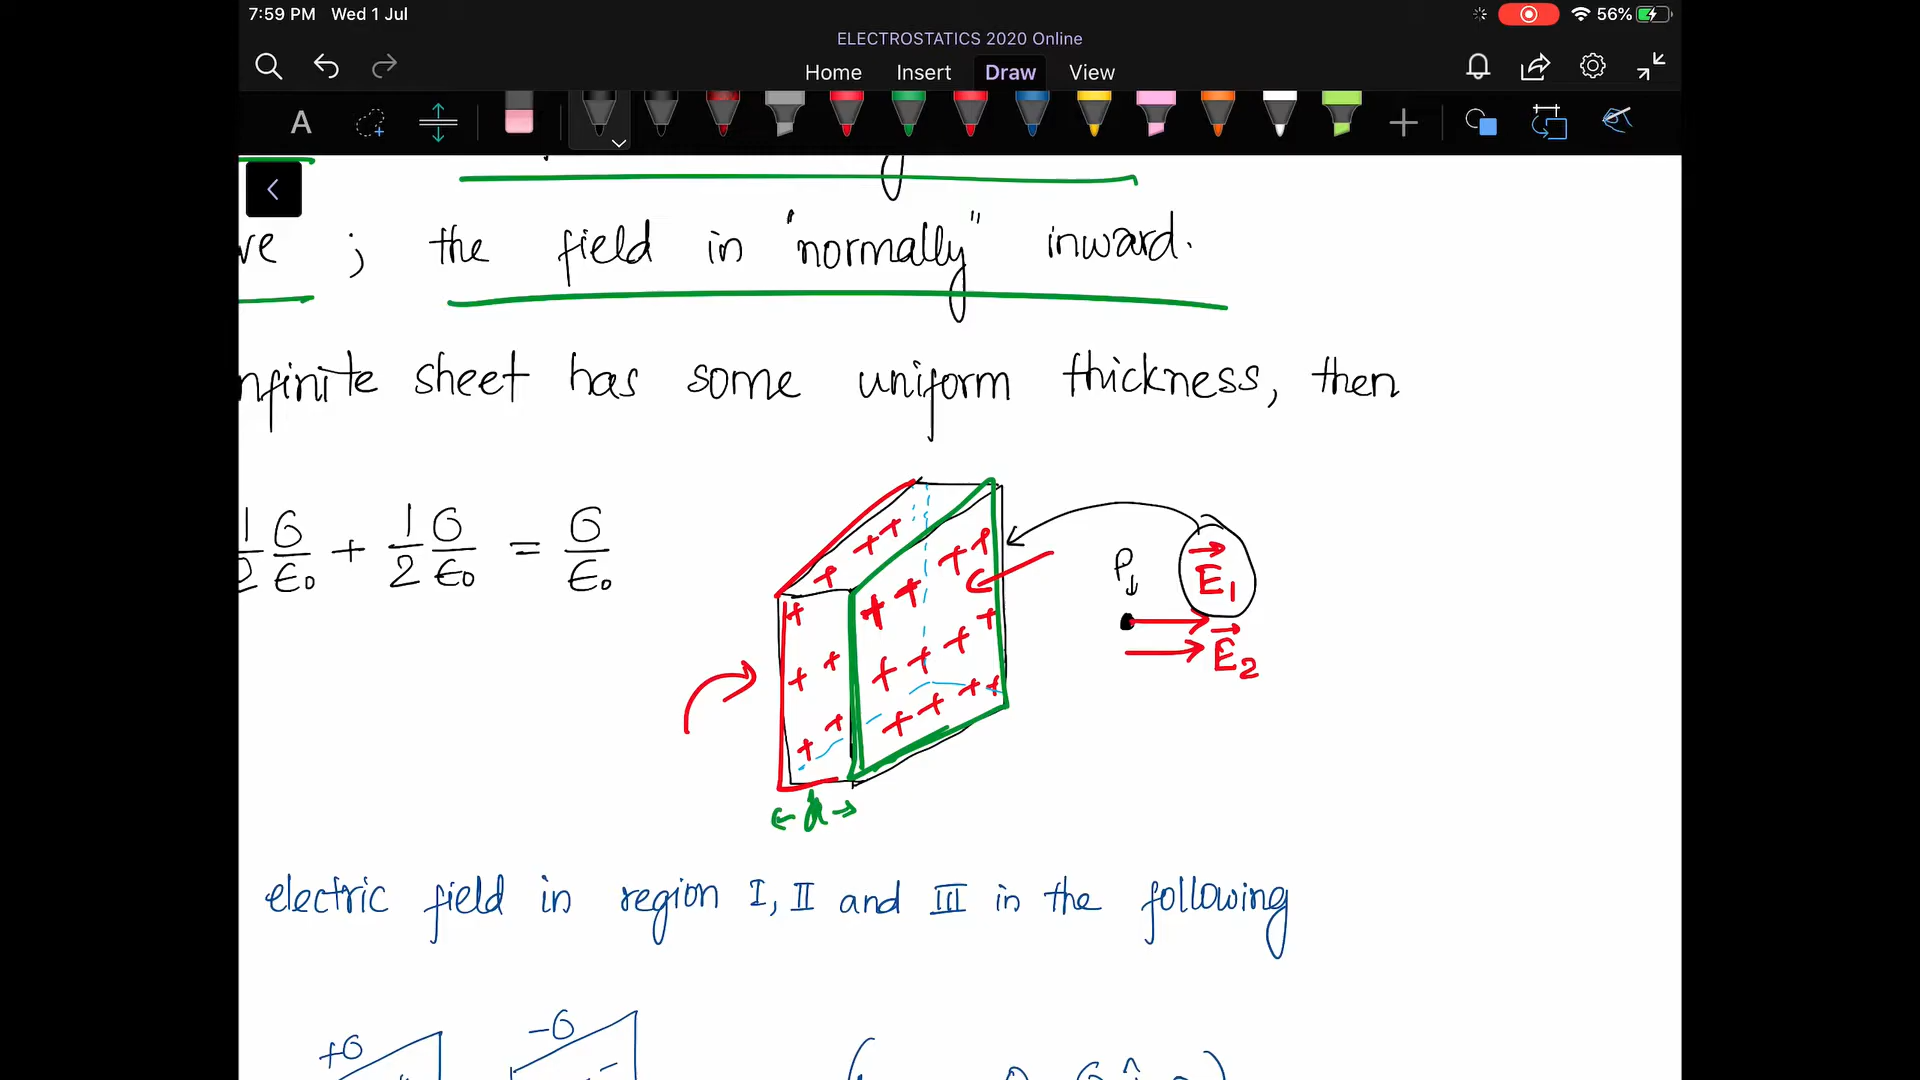 7:59 PM Wed 1 Jul
56%
ELECTROSTATICS 2020 Online
Home Insert Draw View
A
ve ; the field in "normally" inward.
nfinite sheet has some uniform thickness, then
1/2 σ/ϵ₀ + 1/2 σ/ϵ₀ = σ/ϵ₀
P
E⃗₁
E⃗₂
electric field in region I, II and III in the following
+σ
-σ